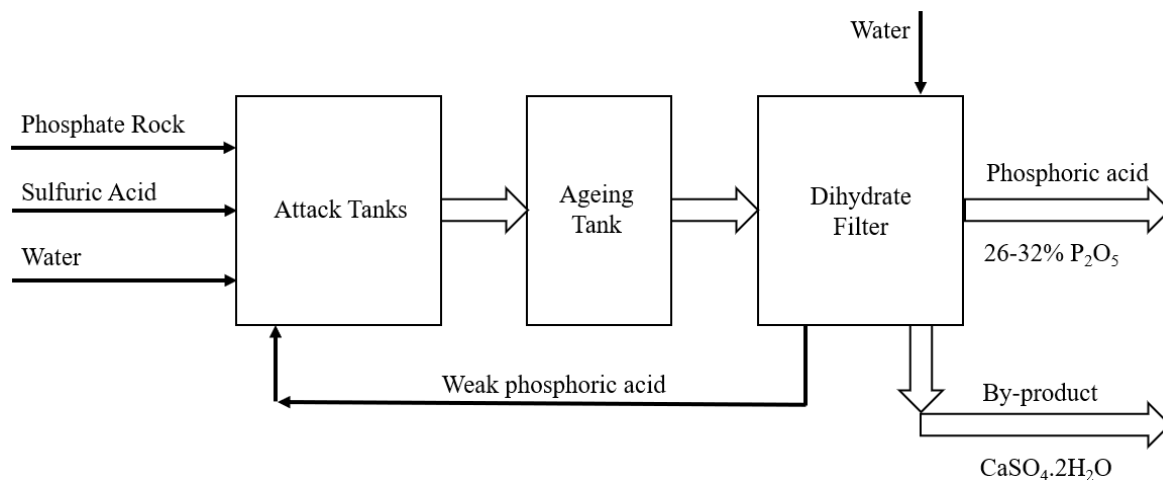 Water
Phosphate Rock
Sulfuric Acid
Water
Attack Tanks
Ageing
Tank
Dihydrate
Filter
Phosphoric acid
26-32% P₂O₅
Weak phosphoric acid
By-product
CaSO₄.2H₂O